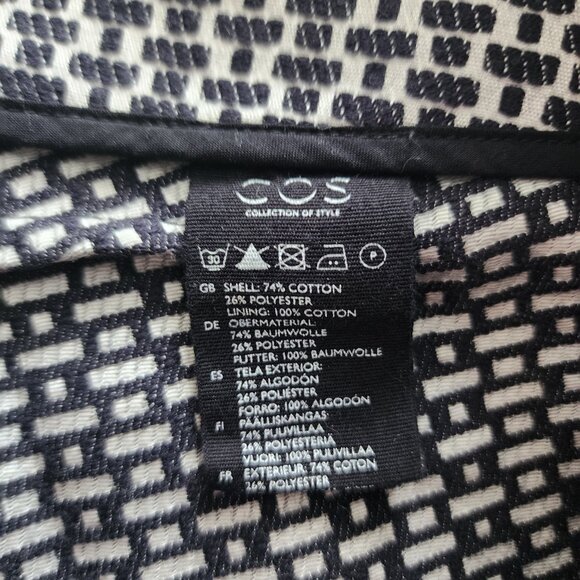 COS
COLLECTION OF STYLE
30 P
GB SHELL: 74% COTTON
26% POLYESTER
LINING: 100% COTTON
DE OBERMATERIAL:
74% BAUMWOLLE
26% POLYESTER
FUTTER: 100% BAUMWOLLE
ES TELA EXTERIOR:
74% ALGODÓN
26% POLIÉSTER
FORRO: 100% ALGODÓN
FI PÄÄLLISKANGAS:
74% PUUVILLAA
26% POLYESTERIÄ
VUORI: 100% PUUVILLAA
FR EXTERIEUR: 74% COTON
26% POLYESTER